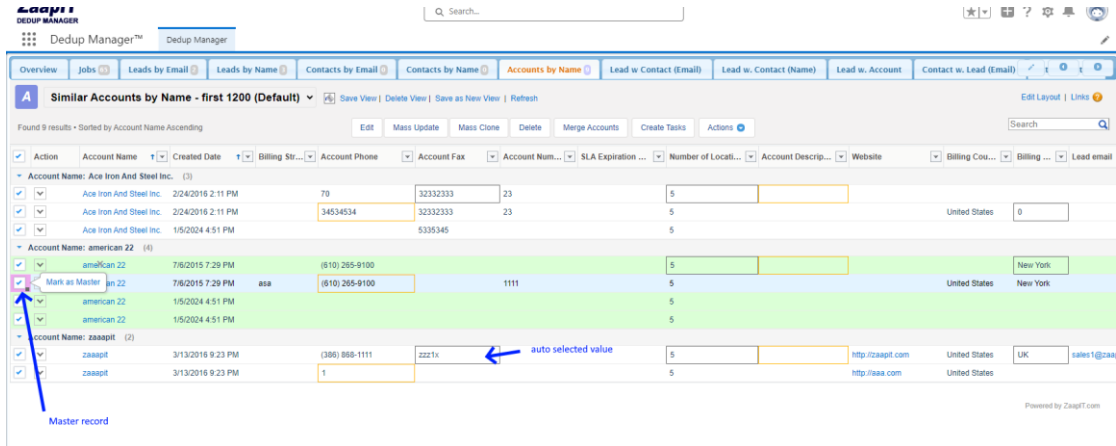 ZaapIT
DEDUP MANAGER
Search...
Dedup Manager™ Dedup Manager
Overview Jobs Leads by Email Leads by Name Contacts by Email Contacts by Name Accounts by Name Lead w Contact (Email) Lead w. Contact (Name) Lead w. Account Contact w. Lead (Email)
A Similar Accounts by Name - first 1200 (Default) Save View | Delete View | Save as New View | Refresh Edit Layout | Links
Found 9 results • Sorted by Account Name Ascending Edit Mass Update Mass Clone Delete Merge Accounts Create Tasks Actions Search
Action Account Name Created Date Billing Str... Account Phone Account Fax Account Num... SLA Expiration ... Number of Locati... Account Descrip... Website Billing Cou... Billing ... Lead email
Account Name: Ace Iron And Steel Inc. (3)
Ace Iron And Steel Inc. 2/24/2016 2:11 PM 70 32332333 23 5
Ace Iron And Steel Inc. 2/24/2016 2:11 PM 34534534 32332333 23 5 United States 0
Ace Iron And Steel Inc. 1/5/2024 4:51 PM 5335345 5
Account Name: american 22 (4)
american 22 7/6/2015 7:29 PM (610) 265-9100 5 New York
Mark as Master an 22 7/6/2015 7:29 PM asa (610) 265-9100 1111 5 United States New York
american 22 1/5/2024 4:51 PM 5
american 22 1/5/2024 4:51 PM 5
Account Name: zaaapit (2)
zaaapit 3/13/2016 9:23 PM (386) 868-1111 zzz1x auto selected value 5 http://zaapit.com United States UK
zaaapit 3/13/2016 9:23 PM 1 5 http://aaa.com United States
Powered by ZaapIT.com
Master record